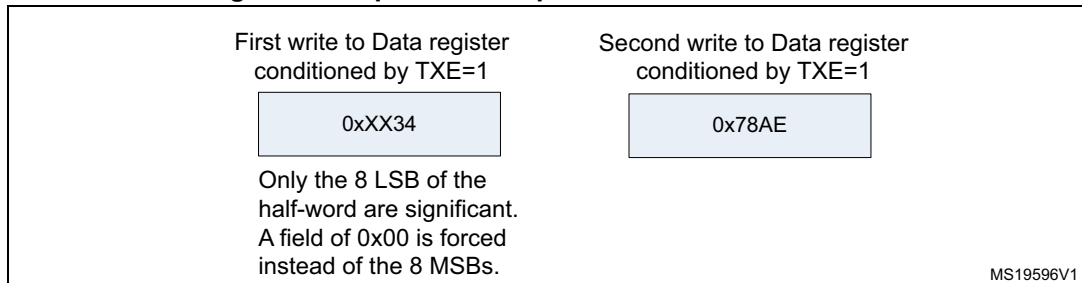 First write to Data register
conditioned by TXE=1
0xXX34
Only the 8 LSB of the
half-word are significant.
A field of 0x00 is forced
instead of the 8 MSBs.
Second write to Data register
conditioned by TXE=1
0x78AE
MS19596V1